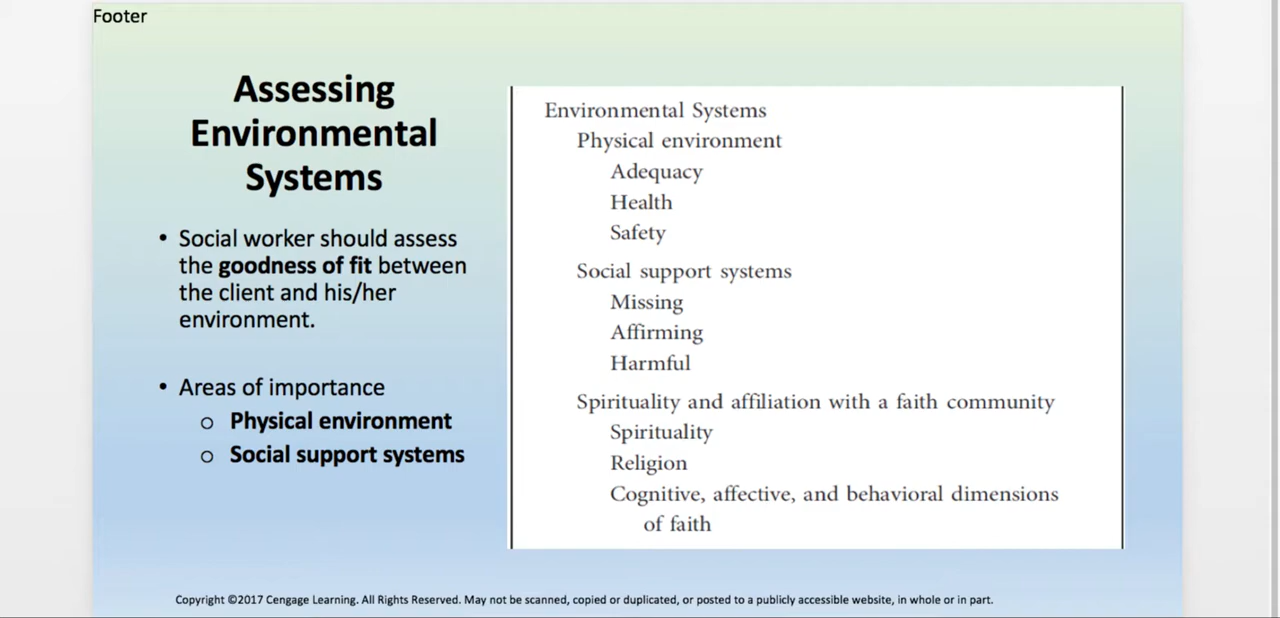 Footer
Assessing
Environmental
Systems
• Social worker should assess
the goodness of fit between
the client and his/her
environment.
• Areas of importance
o Physical environment
o Social support systems
Environmental Systems
Physical environment
Adequacy
Health
Safety
Social support systems
Missing
Affirming
Harmful
Spirituality and affiliation with a faith community
Spirituality
Religion
Cognitive, affective, and behavioral dimensions
of faith
Copyright ©2017 Cengage Learning. All Rights Reserved. May not be scanned, copied or duplicated, or posted to a publicly accessible website, in whole or in part.